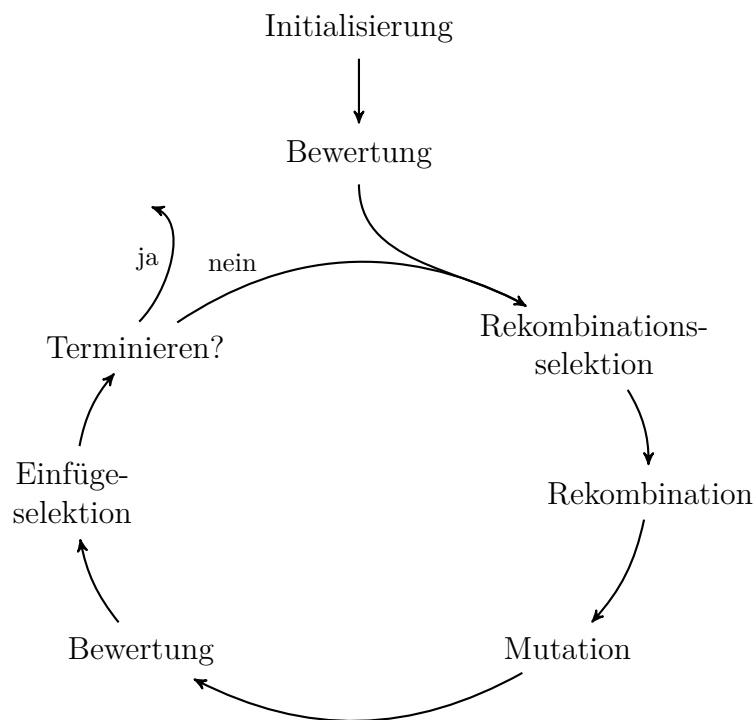 Initialisierung
Bewertung
ja
nein
Terminieren?
Rekombinations-
selektion
Einfüge-
selektion
Rekombination
Bewertung
Mutation